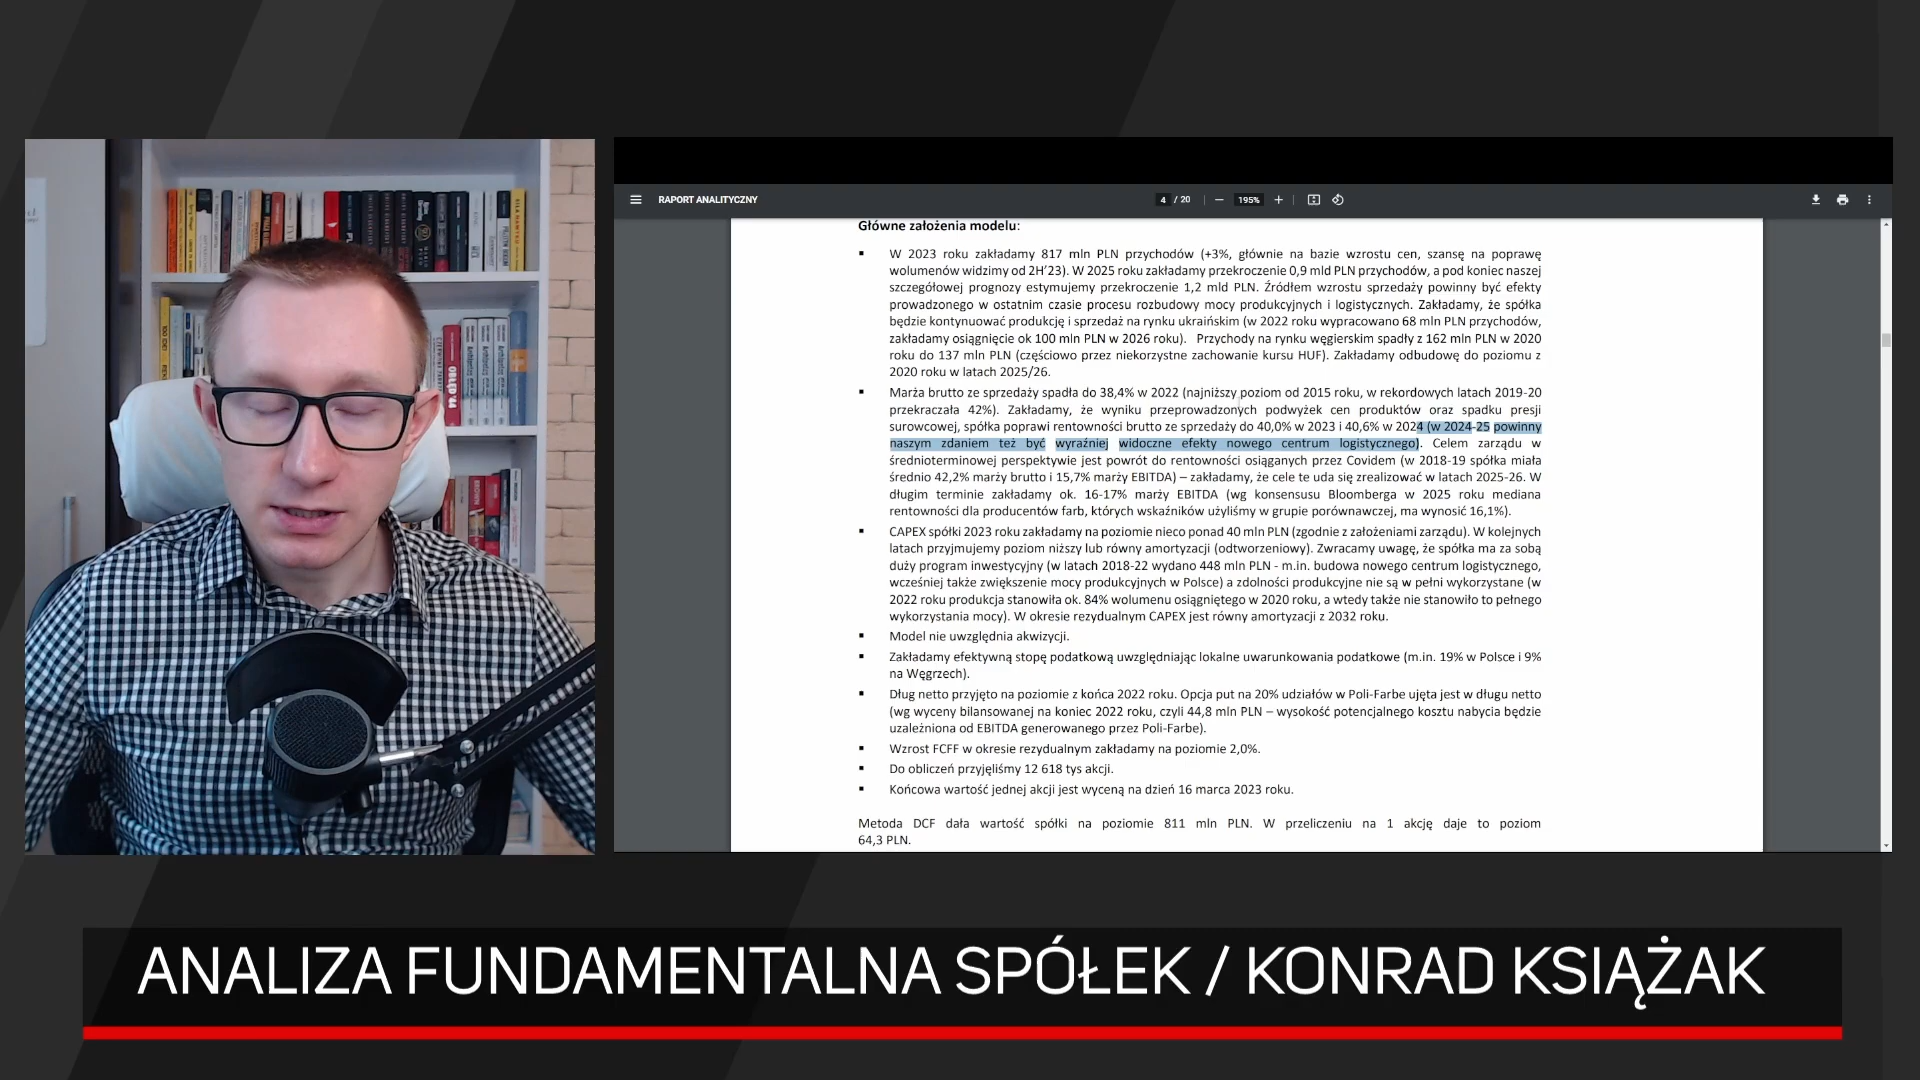 RAPORT ANALITYCZNY
4 / 20
195%
Główne założenia modelu:
▪ W 2023 roku zakładamy 817 mln PLN przychodów (+3%, głównie na bazie wzrostu cen, szansę na poprawę
wolumenów widzimy od 2H’23). W 2025 roku zakładamy przekroczenie 0,9 mld PLN przychodów, a pod koniec naszej
szczegółowej prognozy estymujemy przekroczenie 1,2 mld PLN. Źródłem wzrostu sprzedaży powinny być efekty
prowadzonego w ostatnim czasie procesu rozbudowy mocy produkcyjnych i logistycznych. Zakładamy, że spółka
będzie kontynuować produkcję i sprzedaż na rynku ukraińskim (w 2022 roku wypracowano 68 mln PLN przychodów,
zakładamy osiągnięcie ok 100 mln PLN w 2026 roku). Przychody na rynku węgierskim spadły z 162 mln PLN w 2020
roku do 137 mln PLN (częściowo przez niekorzystne zachowanie kursu HUF). Zakładamy odbudowę do poziomu z
2020 roku w latach 2025/26.
▪ Marża brutto ze sprzedaży spadła do 38,4% w 2022 (najniższy poziom od 2015 roku, w rekordowych latach 2019-20
przekraczała 42%). Zakładamy, że wyniku przeprowadzonych podwyżek cen produktów oraz spadku presji
surowcowej, spółka poprawi rentowności brutto ze sprzedaży do 40,0% w 2023 i 40,6% w 2024 (w 2024-25 powinny
naszym zdaniem też być wyraźniej widoczne efekty nowego centrum logistycznego). Celem zarządu w
średnioterminowej perspektywie jest powrót do rentowności osiąganych przez Covidem (w 2018-19 spółka miała
średnio 42,2% marży brutto i 15,7% marży EBITDA) – zakładamy, że cele te uda się zrealizować w latach 2025-26. W
długim terminie zakładamy ok. 16-17% marży EBITDA (wg konsensusu Bloomberga w 2025 roku mediana
rentowności dla producentów farb, których wskaźników użyliśmy w grupie porównawczej, ma wynosić 16,1%).
▪ CAPEX spółki 2023 roku zakładamy na poziomie nieco ponad 40 mln PLN (zgodnie z założeniami zarządu). W kolejnych
latach przyjmujemy poziom niższy lub równy amortyzacji (odtworzeniowy). Zwracamy uwagę, że spółka ma za sobą
duży program inwestycyjny (w latach 2018-22 wydano 448 mln PLN - m.in. budowa nowego centrum logistycznego,
wcześniej także zwiększenie mocy produkcyjnych w Polsce) a zdolności produkcyjne nie są w pełni wykorzystane (w
2022 roku produkcja stanowiła ok. 84% wolumenu osiągniętego w 2020 roku, a wtedy także nie stanowiło to pełnego
wykorzystania mocy). W okresie rezydualnym CAPEX jest równy amortyzacji z 2032 roku.
▪ Model nie uwzględnia akwizycji.
▪ Zakładamy efektywną stopę podatkową uwzględniając lokalne uwarunkowania podatkowe (m.in. 19% w Polsce i 9%
na Węgrzech).
▪ Dług netto przyjęto na poziomie z końca 2022 roku. Opcja put na 20% udziałów w Poli-Farbe ujęta jest w długu netto
(wg wyceny bilansowanej na koniec 2022 roku, czyli 44,8 mln PLN – wysokość potencjalnego kosztu nabycia będzie
uzależniona od EBITDA generowanego przez Poli-Farbe).
▪ Wzrost FCFF w okresie rezydualnym zakładamy na poziomie 2,0%.
▪ Do obliczeń przyjęliśmy 12 618 tys akcji.
▪ Końcowa wartość jednej akcji jest wyceną na dzień 16 marca 2023 roku.
Metoda DCF dała wartość spółki na poziomie 811 mln PLN. W przeliczeniu na 1 akcję daje to poziom
64,3 PLN.
ANALIZA FUNDAMENTALNA SPÓŁEK / KONRAD KSIĄŻAK